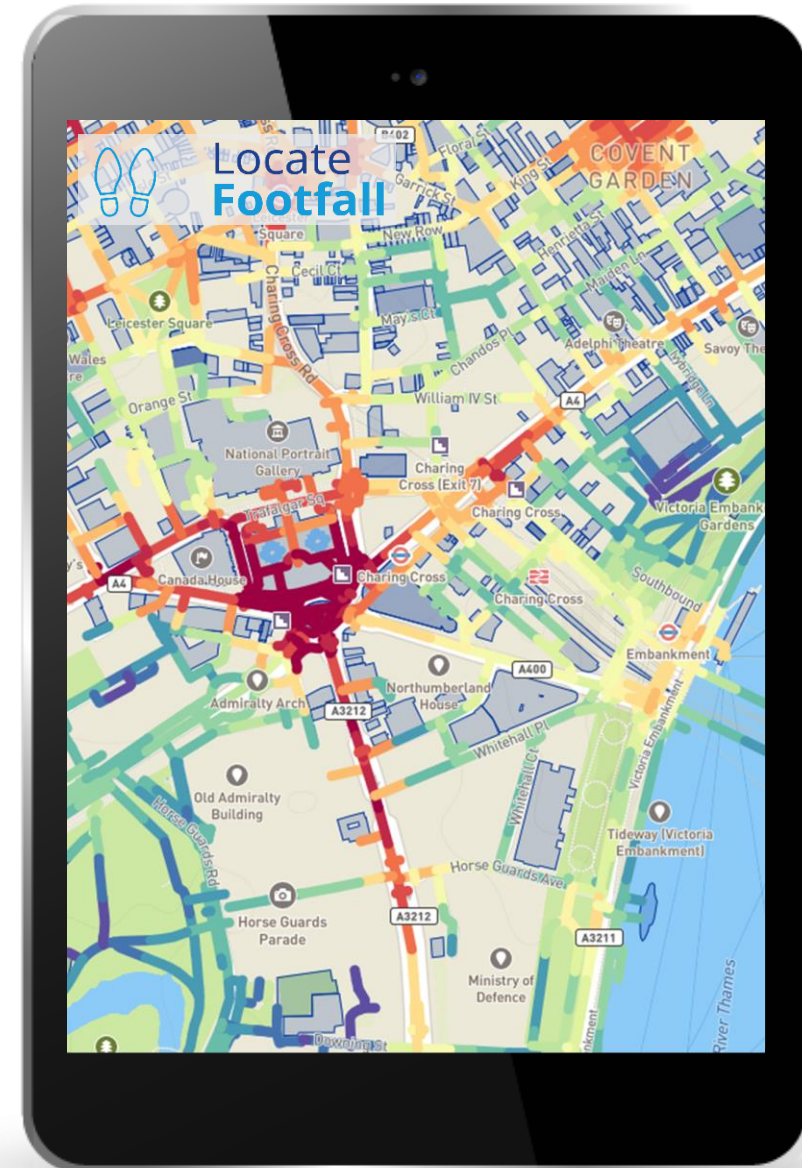 Locate
Footfall
B402
Floral St
COVENT
GARDEN
King St
Garrick St
Leicester
Square
New Row
Henrietta St
Cecil Ct
Maiden Ln
Charing Cross Rd
Leicester Square
May's Ct
Adelphi Theatre
Savoy The
Wales
re
Chandos Pl
Ivybridge Ln
Orange St
William IV St
A4
National Portrait
Gallery
Charing
Cross (Exit 7)
Charing Cross
Victoria Embank
Gardens
Trafalgar Sq
y's
A4
Canada House
Charing Cross
Charing Cross
Southbound
Embankment
A400
Admiralty Arch
Northumberland
House
A3212
Whitehall Pl
Victoria Embankment
Old Admiralty
Building
Whitehall Ct
Horse Guards Rd
Tideway (Victoria
Embankment)
Horse Guards Ave
Horse Guards
Parade
A3212
A3211
Ministry of
Defence
River Thames
nkment
Downing St